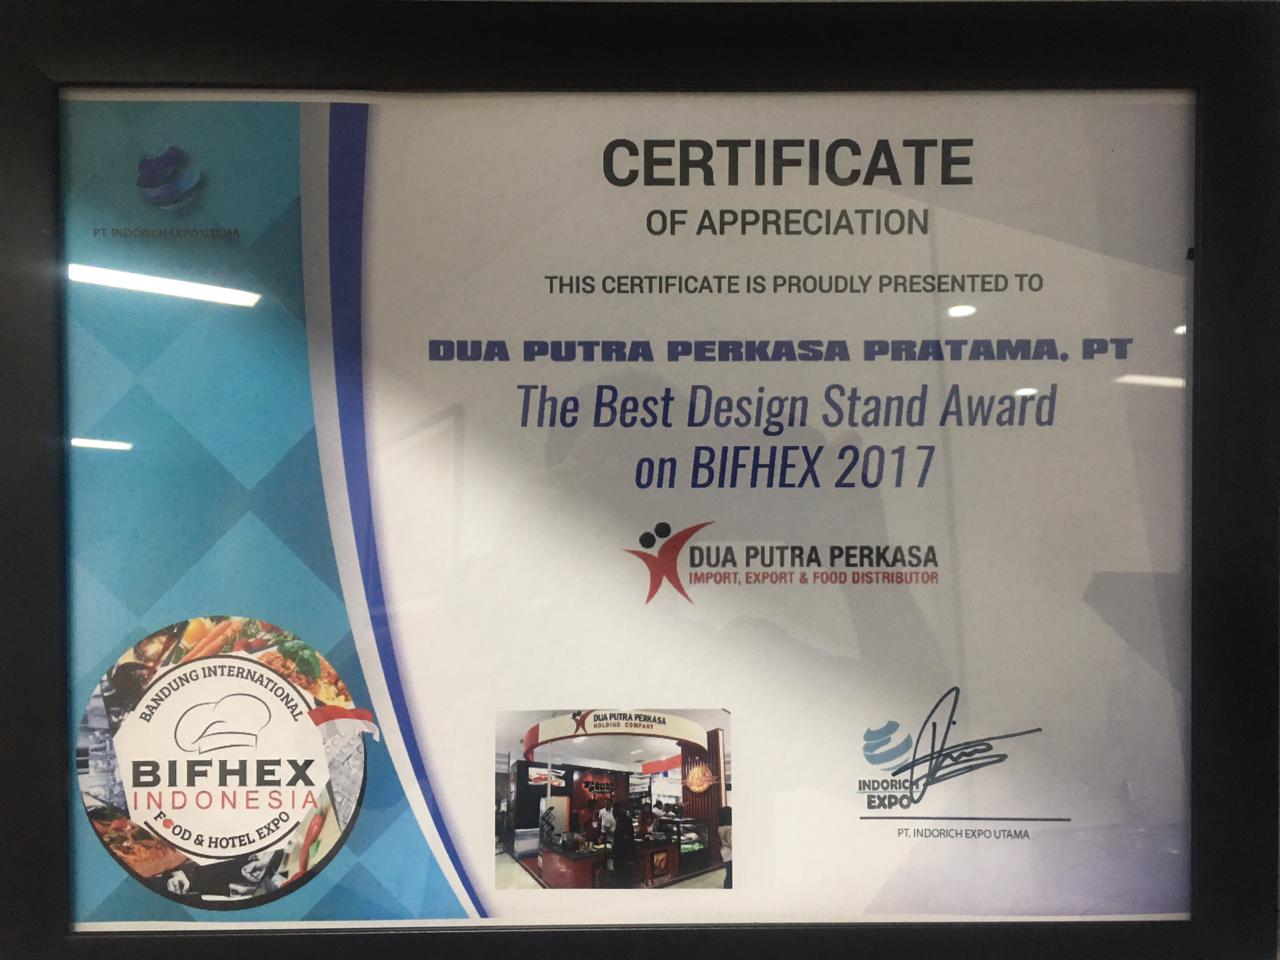 PT. INDORICH EXPO UTAMA
CERTIFICATE
OF APPRECIATION
THIS CERTIFICATE IS PROUDLY PRESENTED TO
DUA PUTRA PERKASA PRATAMA, PT
The Best Design Stand Award
on BIFHEX 2017
DUA PUTRA PERKASA
IMPORT, EXPORT & FOOD DISTRIBUTOR
BANDUNG INTERNATIONAL
BIFHEX
INDONESIA
FOOD & HOTEL EXPO
DUA PUTRA PERKASA
HOLDING COMPANY
INDORICH
EXPO
PT. INDORICH EXPO UTAMA